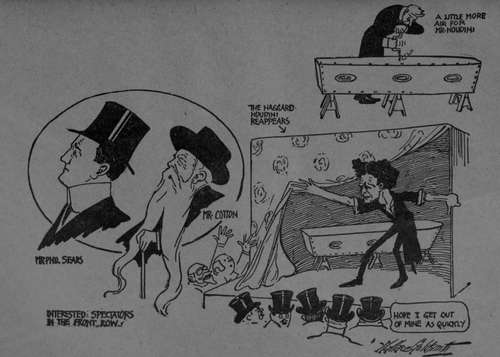 A LITTLE MORE
AIR FOR
MR. HOUDINI
THE HAGGARD
HOUDINI
REAPPEARS
MR. COTTON
MR PHIL SEARS
INTERESTED SPECTATORS
IN THE FRONT ROW
HOPE I GET OUT
OF MINE AS QUICKLY